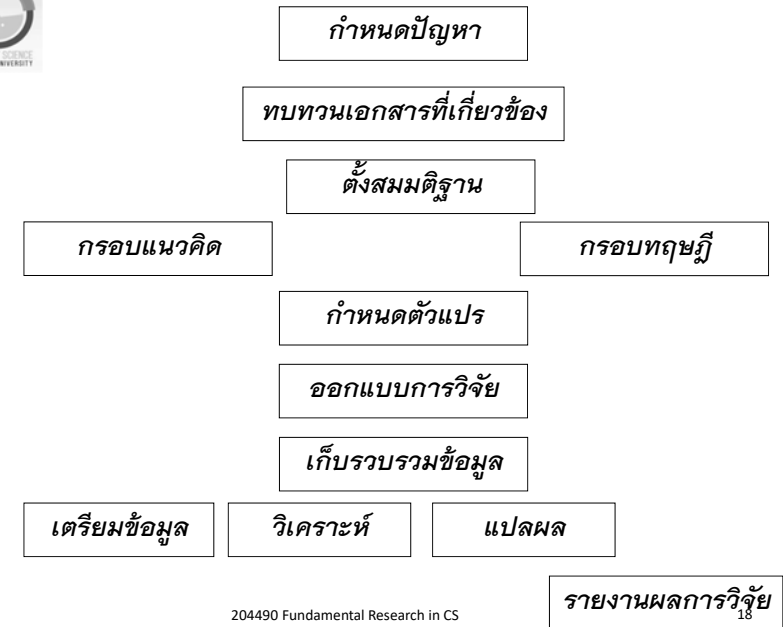 SCIENCE
NIVERSITY
กำหนดปัญหา
ทบทวนเอกสารที่เกี่ยวข้อง
ตั้งสมมติฐาน
กรอบแนวคิด
กรอบทฤษฎี
กำหนดตัวแปร
ออกแบบการวิจัย
เก็บรวบรวมข้อมูล
เตรียมข้อมูล
วิเคราะห์
แปลผล
รายงานผลการวิจัย
204490 Fundamental Research in CS
18